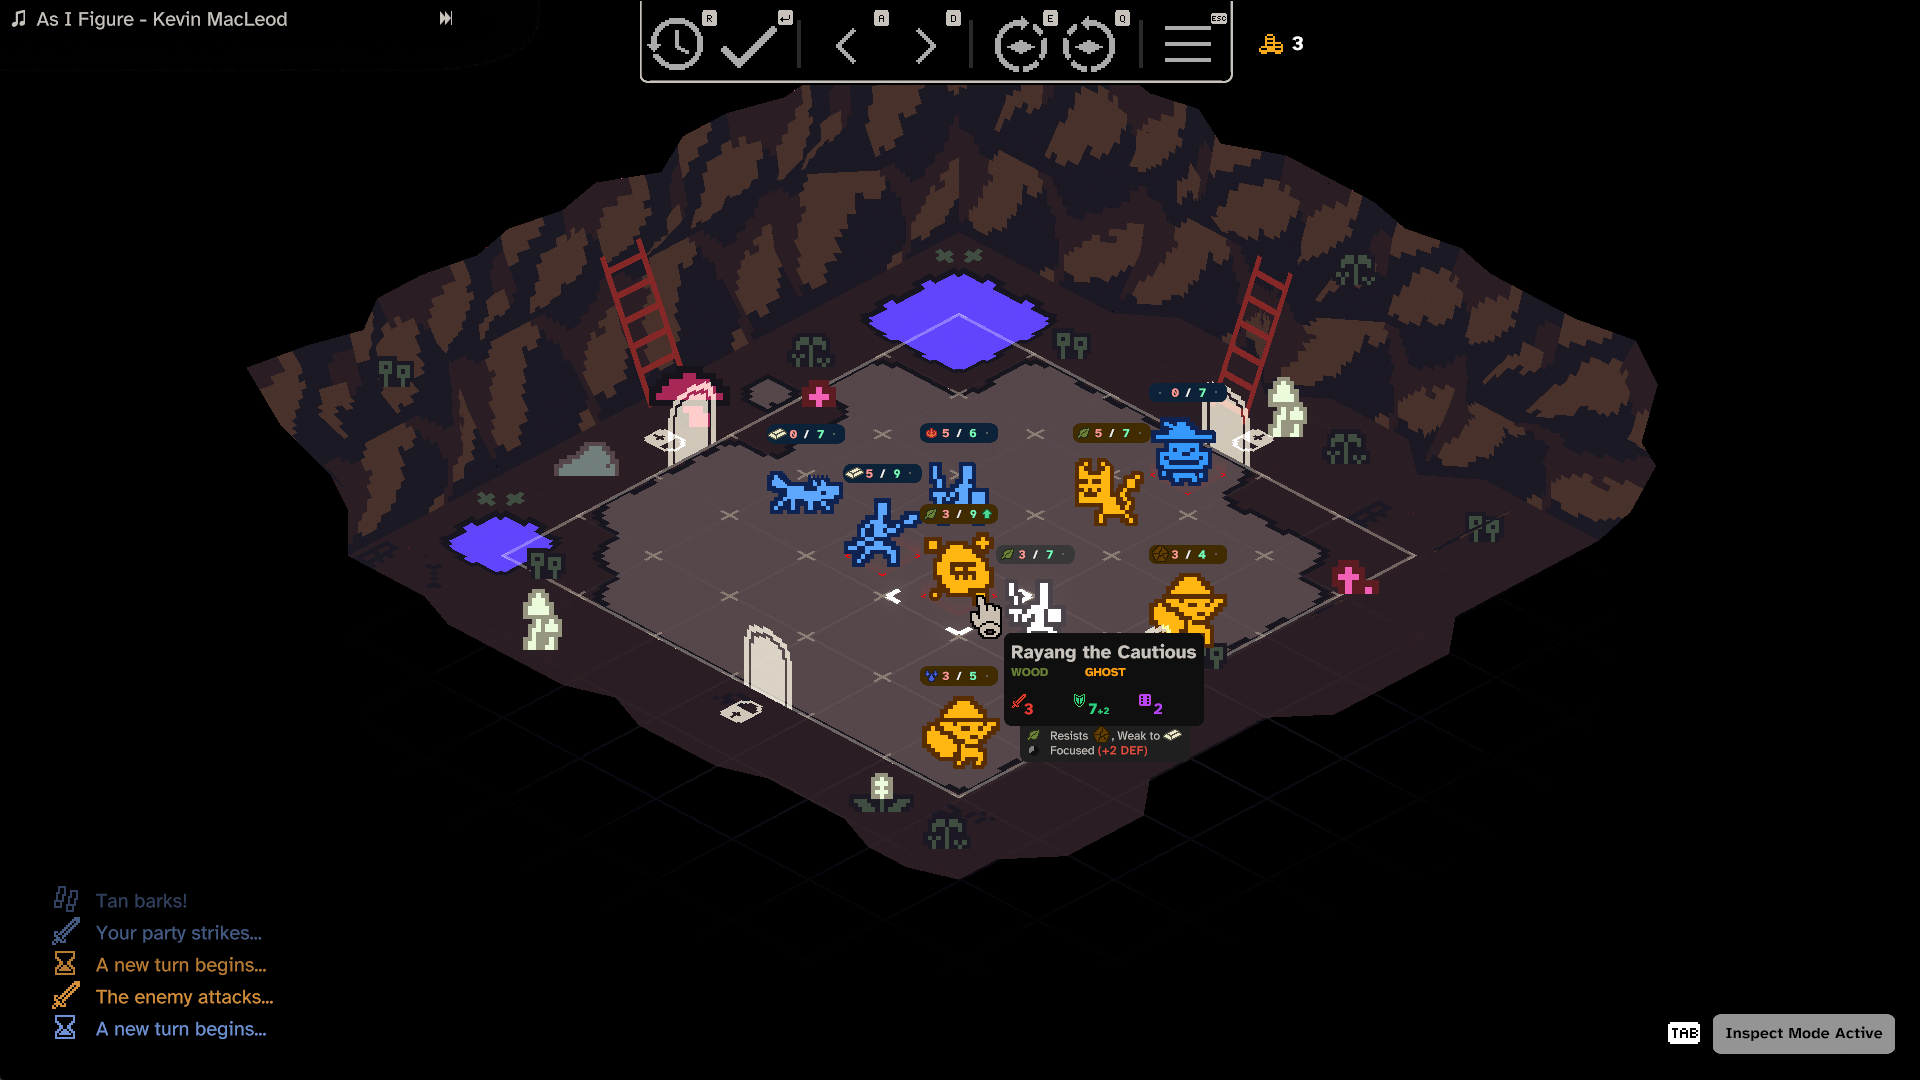 As I Figure - Kevin MacLeod
R
A
D
E
Q
ESC
3
0 / 7
0 / 7
5 / 6
5 / 7
5 / 9
3 / 9
3 / 7
3 / 4
3 / 5
Rayang the Cautious
WOOD GHOST
3 7+2 2
Resists , Weak to
Focused (+2 DEF)
Tan barks!
Your party strikes...
A new turn begins...
The enemy attacks...
A new turn begins...
TAB Inspect Mode Active